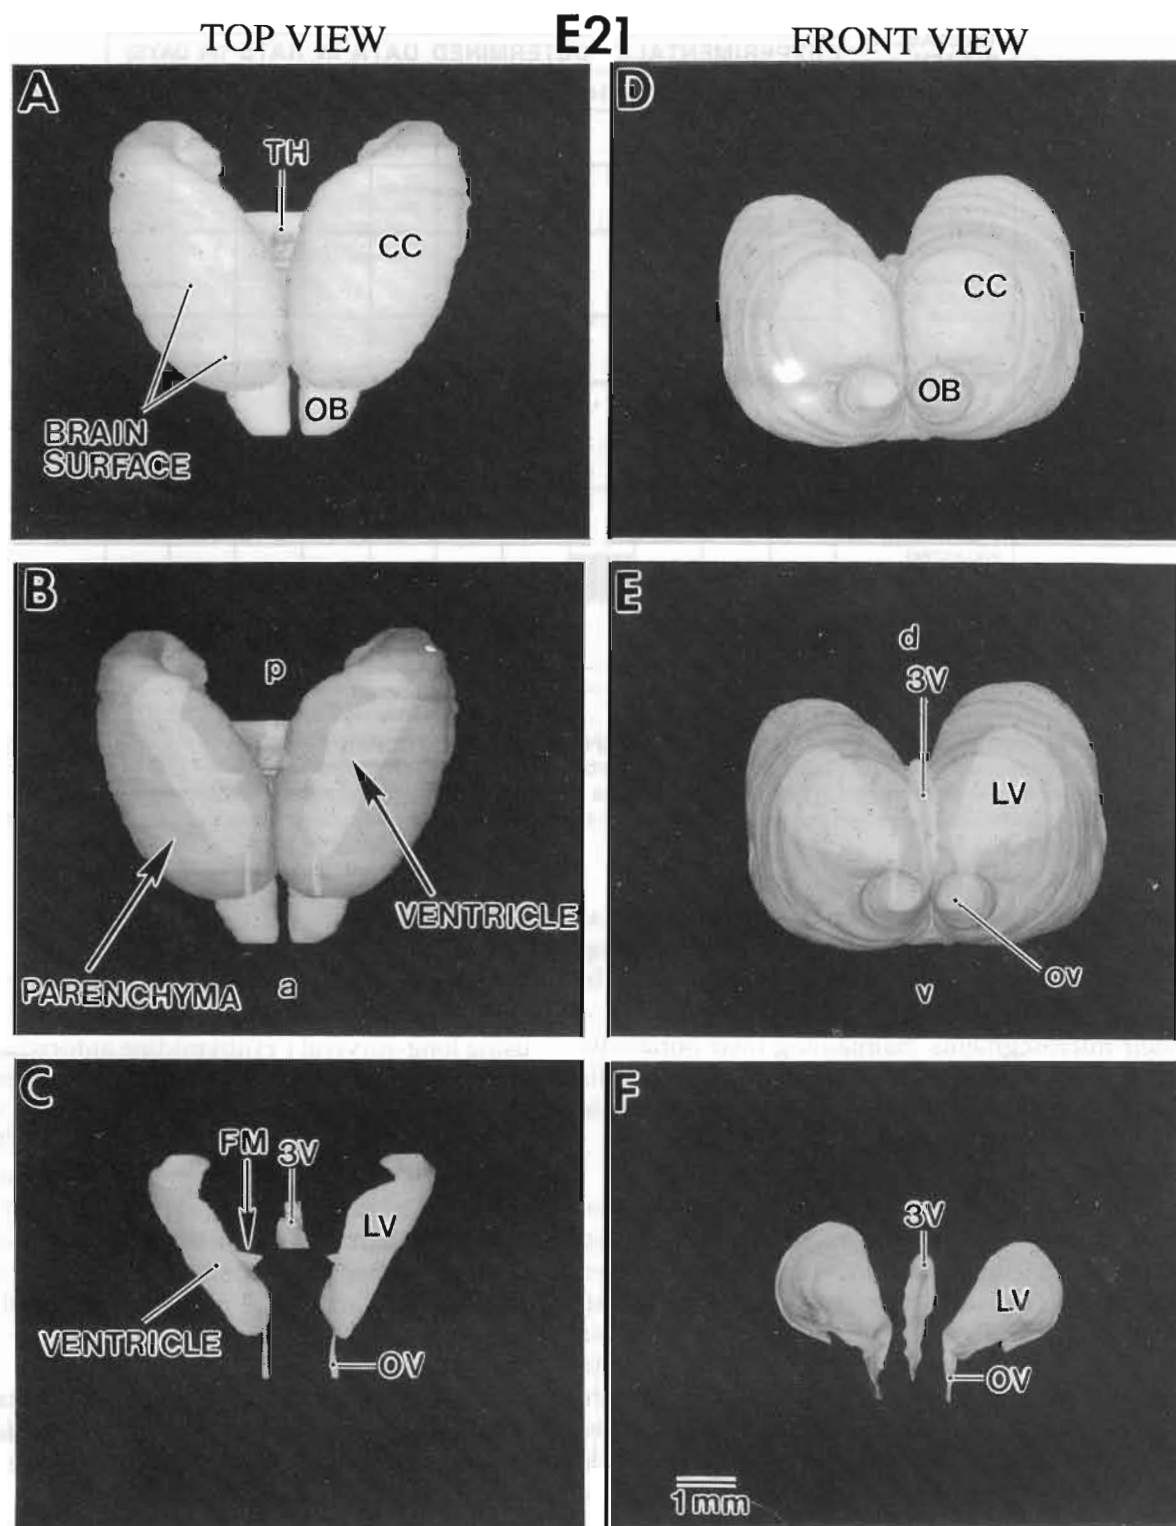 TOP VIEW
E21
FRONT VIEW
A
TH
CC
OB
BRAIN
SURFACE
D
CC
OB
B
p
VENTRICLE
PARENCHYMA
a
E
d
3V
LV
OV
v
C
FM
3V
LV
VENTRICLE
OV
F
3V
LV
OV
1mm